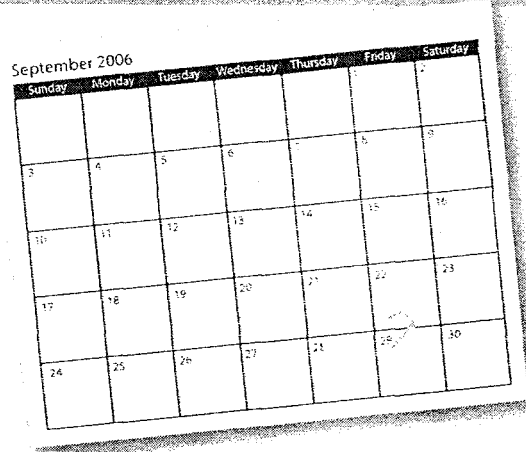 September 2006
Sunday Monday Tuesday Wednesday Thursday Friday Saturday
1 2
3 4 5 6 7 8 9
10 11 12 13 14 15 16
17 18 19 20 21 22 23
24 25 26 27 28 29 30